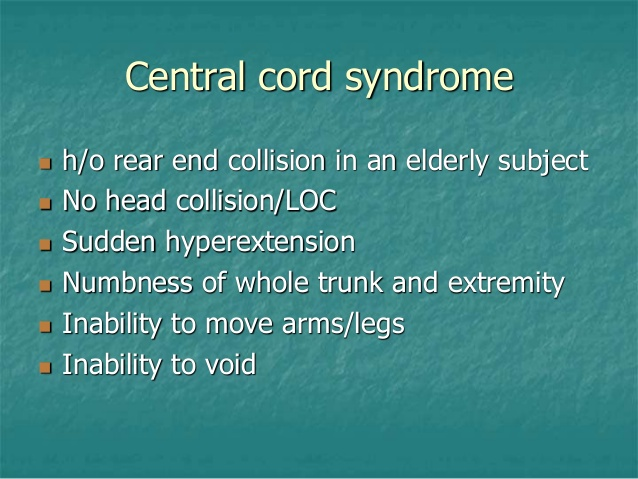 Central cord syndrome
h/o rear end collision in an elderly subject
No head collision/LOC
Sudden hyperextension
Numbness of whole trunk and extremity
Inability to move arms/legs
Inability to void